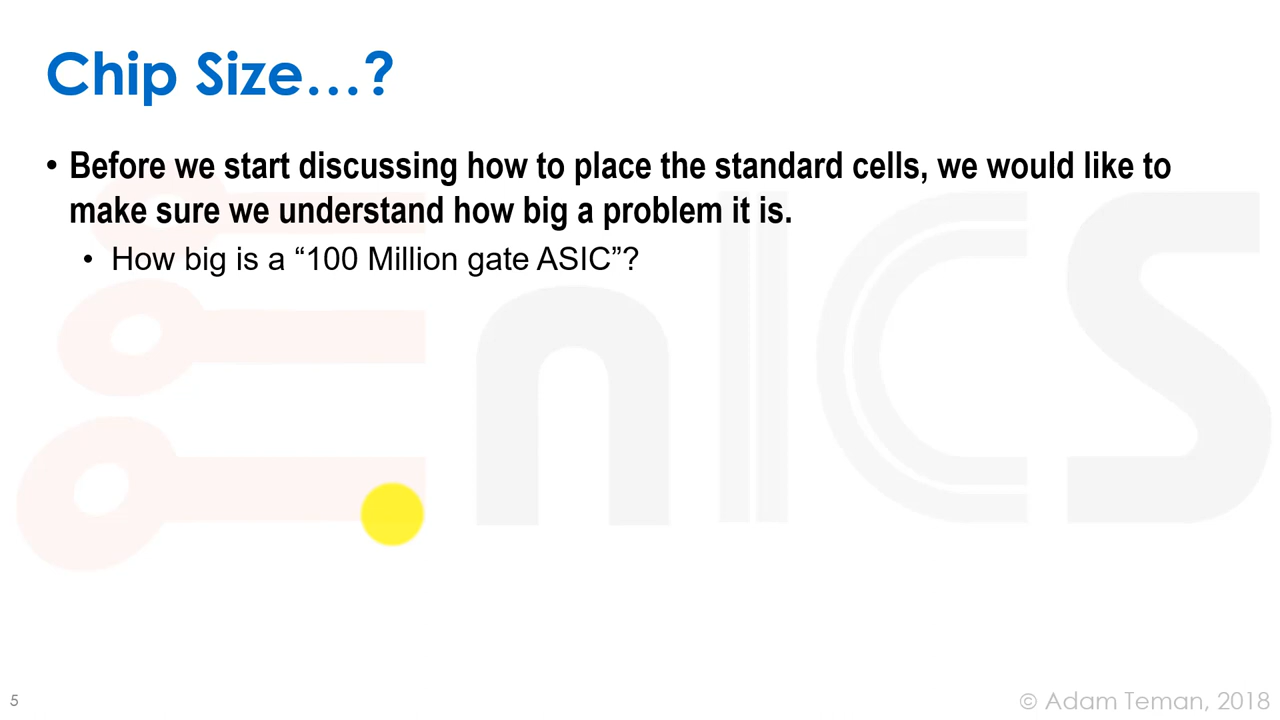 Chip Size...?
• Before we start discussing how to place the standard cells, we would like to
make sure we understand how big a problem it is.
• How big is a “100 Million gate ASIC”?
nICS
5
© Adam Teman, 2018